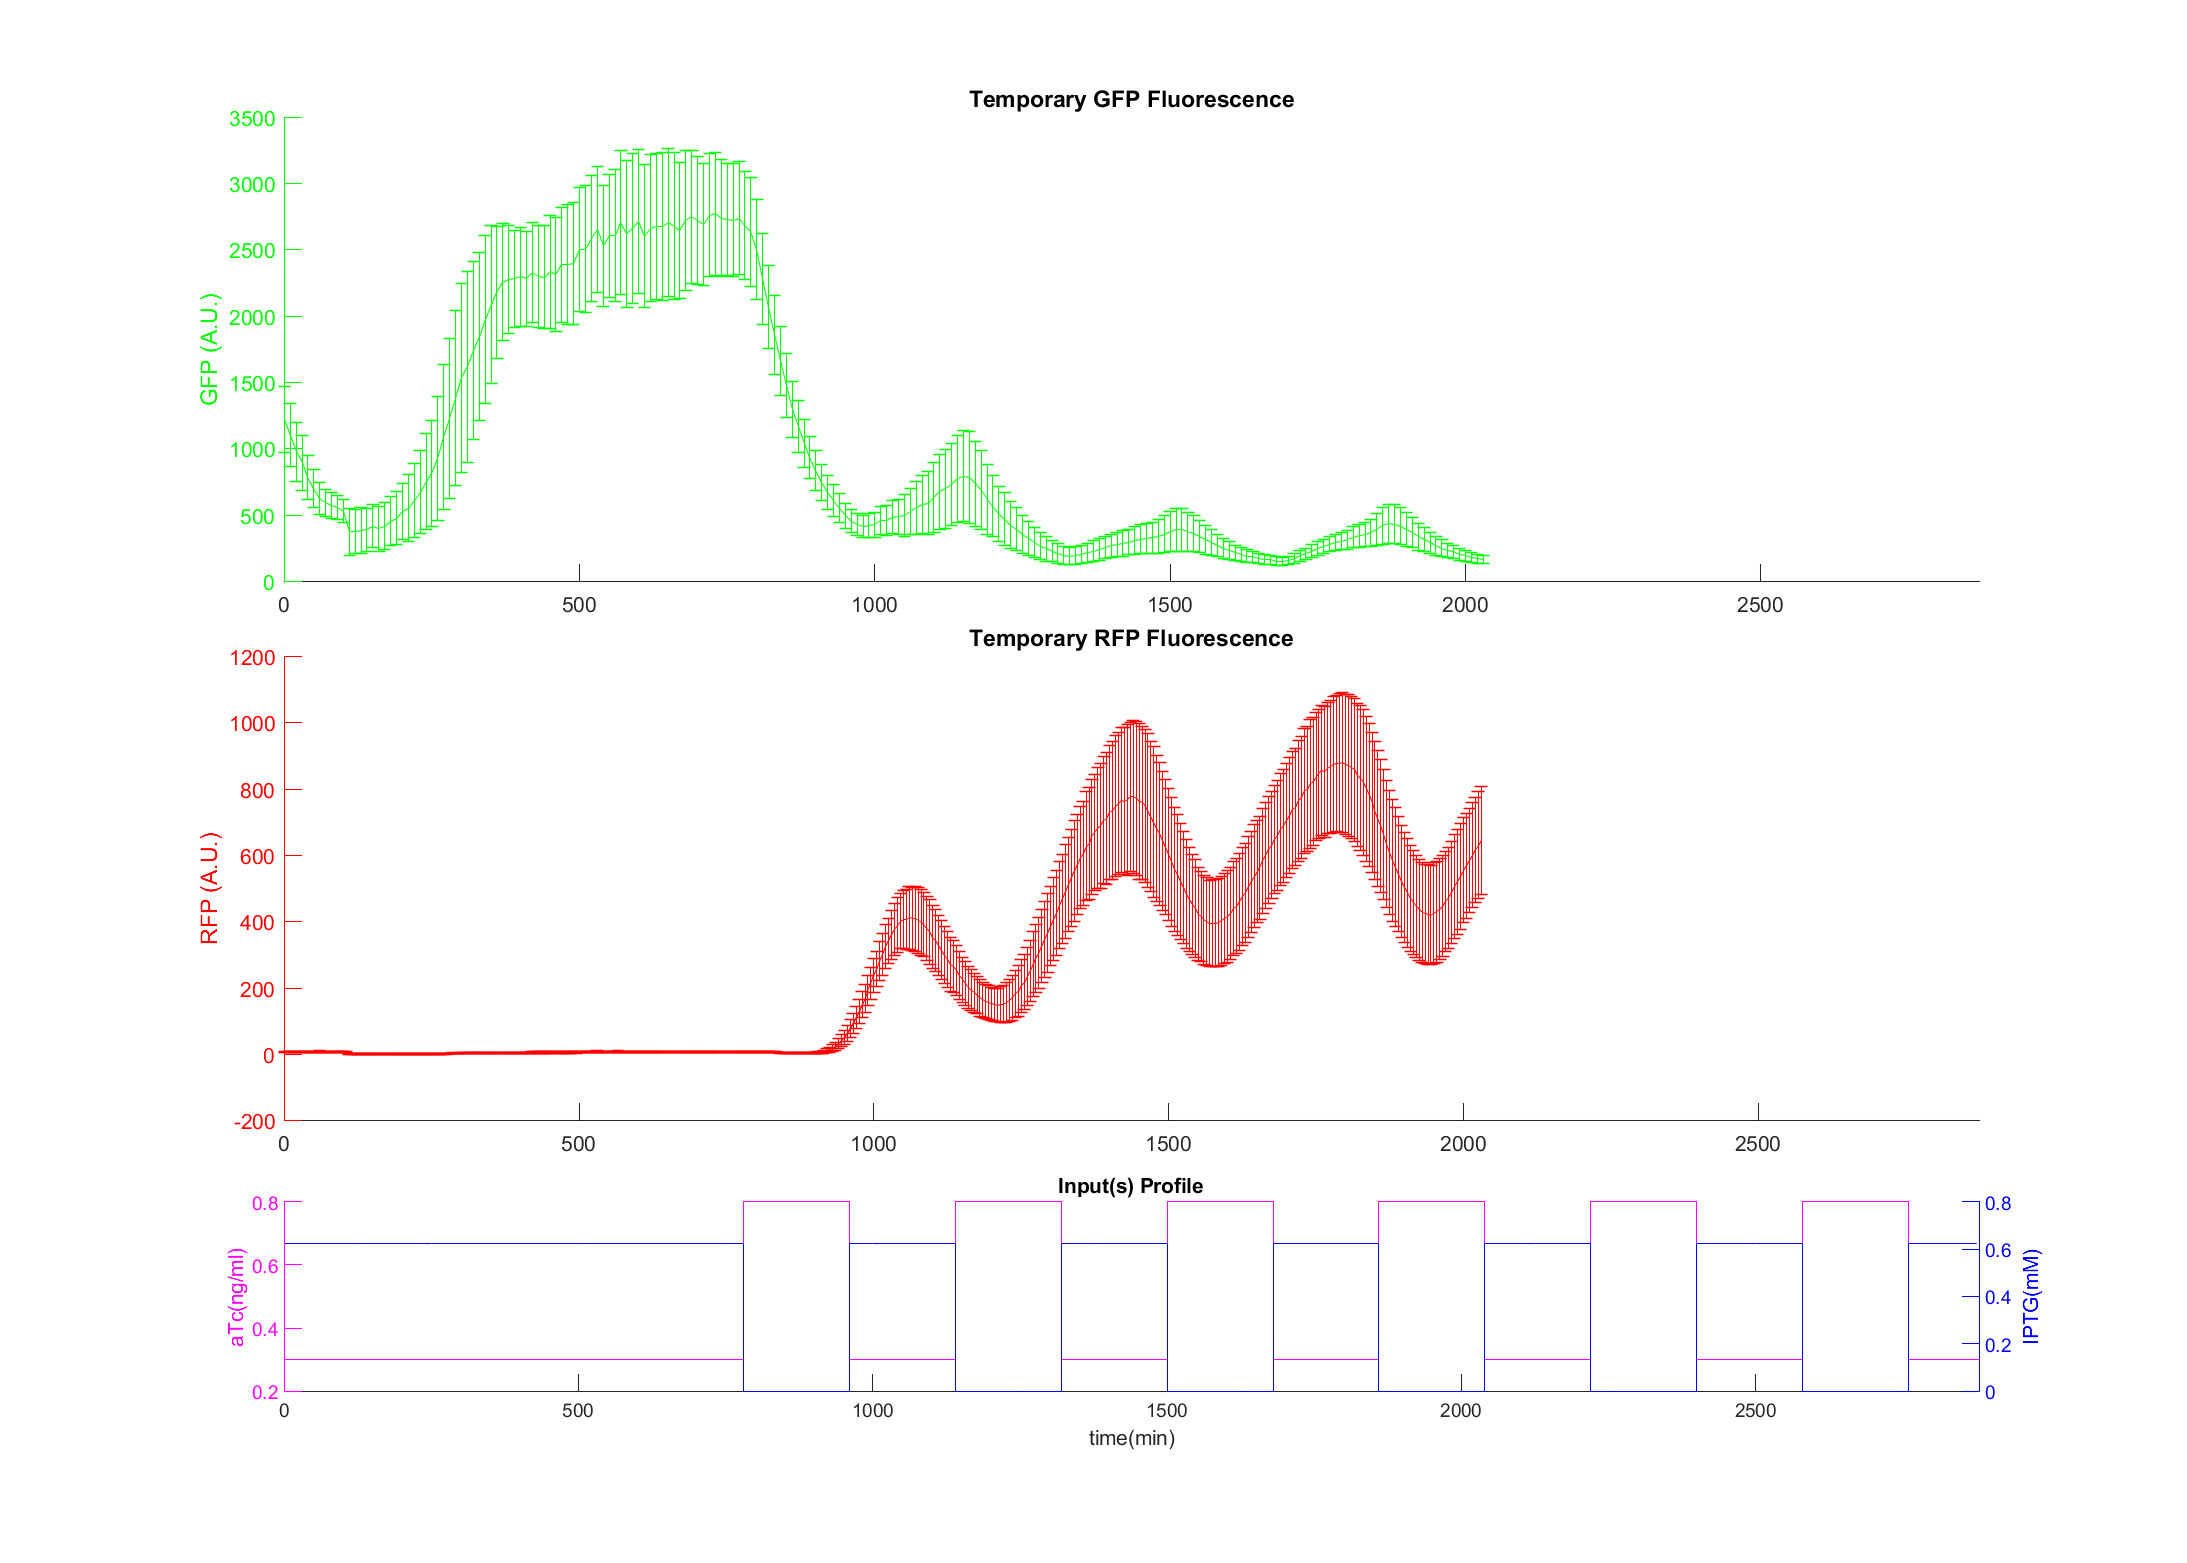 Temporary GFP Fluorescence
3500
3000
2500
2000
1500
1000
500
0
GFP (A.U.)
0 500 1000 1500 2000 2500
Temporary RFP Fluorescence
1200
1000
800
600
400
200
0
-200
RFP (A.U.)
0 500 1000 1500 2000 2500
Input(s) Profile
0.8
0.6
0.4
0.2
aTc(ng/ml)
0.8
0.6
0.4
0.2
0
IPTG(mM)
0 500 1000 1500 2000 2500
time(min)